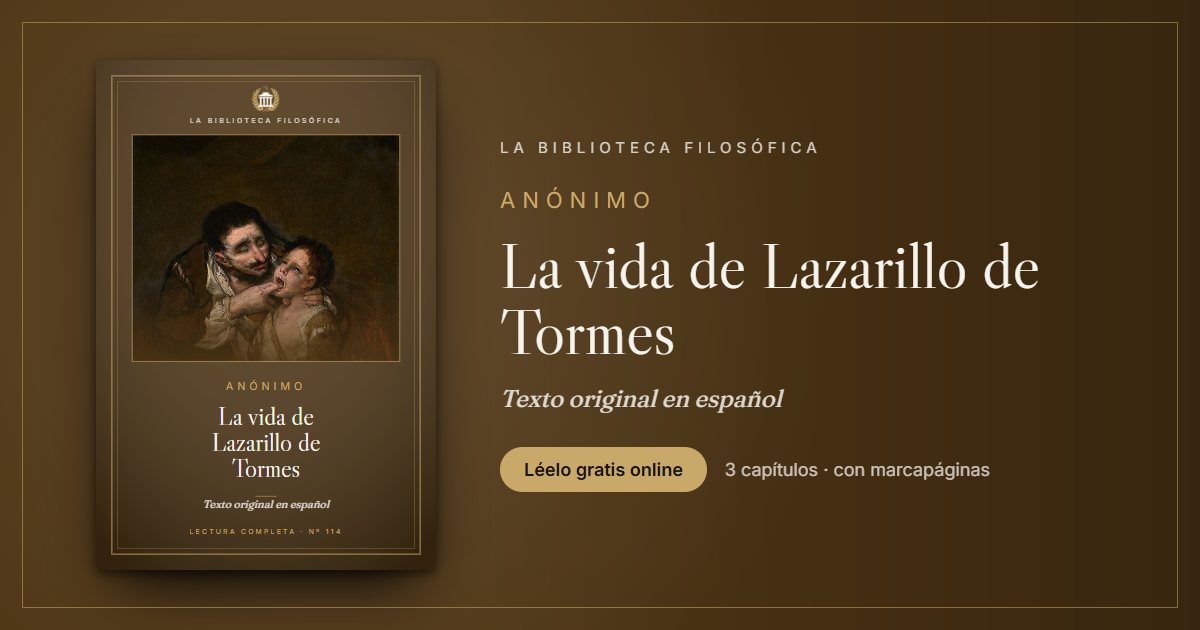 LA BIBLIOTECA FILOSÓFICA
ANÓNIMO
La vida de
Lazarillo de
Tormes
Texto original en español
LECTURA COMPLETA · Nº 114
LA BIBLIOTECA FILOSÓFICA
ANÓNIMO
La vida de Lazarillo de
Tormes
Texto original en español
Léelo gratis online
3 capítulos · con marcapáginas